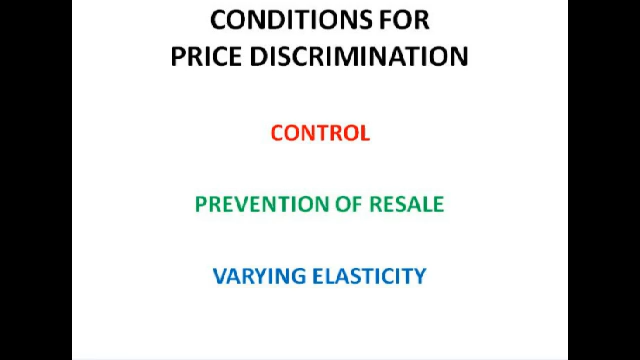 CONDITIONS FOR
PRICE DISCRIMINATION
CONTROL
PREVENTION OF RESALE
VARYING ELASTICITY